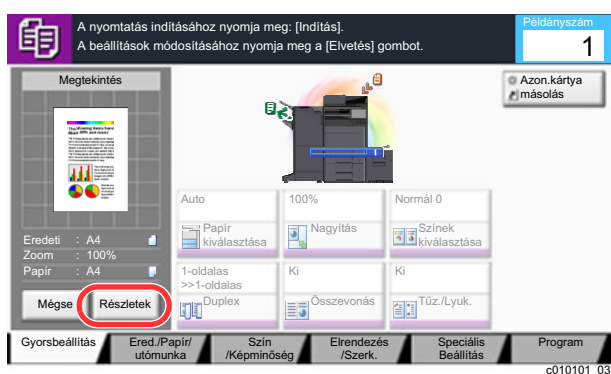 A nyomtatás indításához nyomja meg: [Indítás].
A beállítások módosításához nyomja meg a [Elvetés] gombot.
Példányszám
1
Megtekintés
Azon.kártya
másolás
Eredeti : A4
Zoom : 100%
Papír : A4
Mégse
Részletek
Auto
Papír
kiválasztása
100%
Nagyítás
Normál 0
Színek
kiválasztása
1-oldalas
>>1-oldalas
Duplex
Ki
Összevonás
Ki
Tűz./Lyuk.
Gyorsbeállítás
Ered./Papír/
utómunka
Szín
/Képminőség
Elrendezés
/Szerk.
Speciális
Beállítás
Program
c010101_03